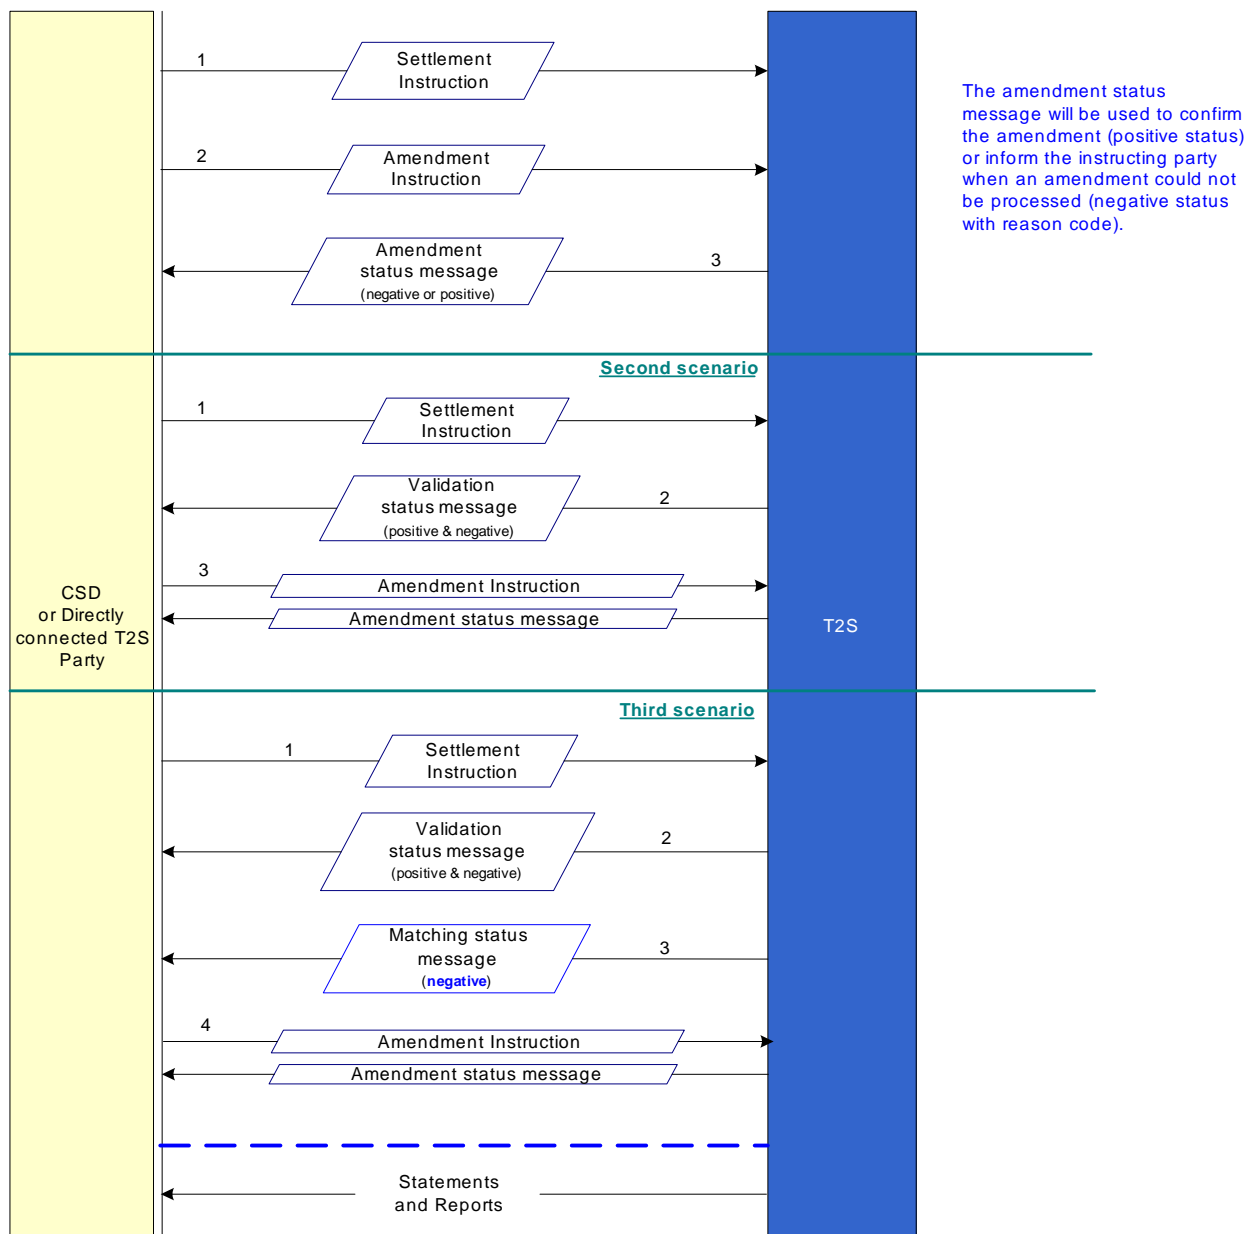 1
Settlement
Instruction
The amendment status
message will be used to confirm
the amendment (positive status)
or inform the instructing party
when an amendment could not
be processed (negative status
with reason code).
2
Amendment
Instruction
Amendment
status message
(negative or positive)
3
Second scenario
1
Settlement
Instruction
Validation
status message
(positive & negative)
2
3
Amendment Instruction
Amendment status message
CSD
or Directly
connected T2S
Party
T2S
Third scenario
1
Settlement
Instruction
Validation
status message
(positive & negative)
2
Matching status
message
(negative)
3
4
Amendment Instruction
Amendment status message
Statements
and Reports